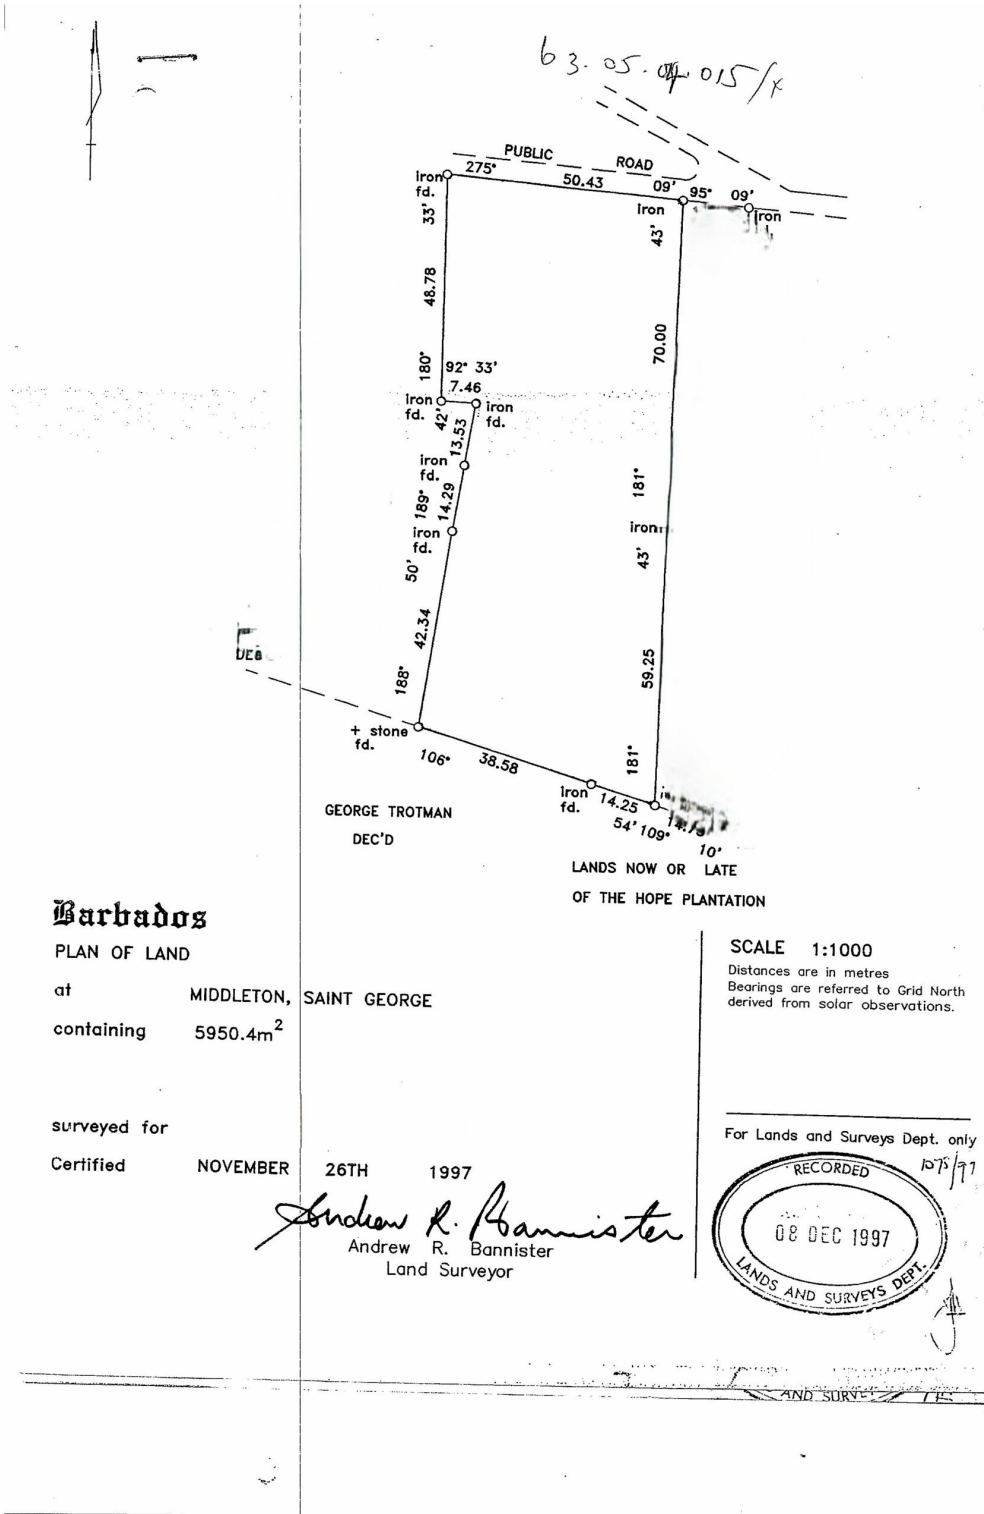 63.05.04.015/x
PUBLIC ROAD
275° 50.43 09' 95° 09'
iron
fd.
iron
iron
33'
48.78
180°
43'
70.00
92° 33'
7.46
iron
fd.
iron
fd.
42'
13.53
iron
fd.
189°
14.29
iron
fd.
50'
42.34
188°
181°
iron
43'
59.25
181°
+ stone
fd.
106° 38.58
iron
fd.
14.25
54' 109°
10'
GEORGE TROTMAN
DEC'D
LANDS NOW OR LATE
OF THE HOPE PLANTATION
Barbados
PLAN OF LAND
at MIDDLETON, SAINT GEORGE
containing 5950.4m²
surveyed for
Certified NOVEMBER 26TH 1997
Andrew R. Bannister
Andrew R. Bannister
Land Surveyor
SCALE 1:1000
Distances are in metres
Bearings are referred to Grid North
derived from solar observations.
For Lands and Surveys Dept. only
1075/97
RECORDED
08 DEC 1997
LANDS AND SURVEYS DEPT.
AND SURVE